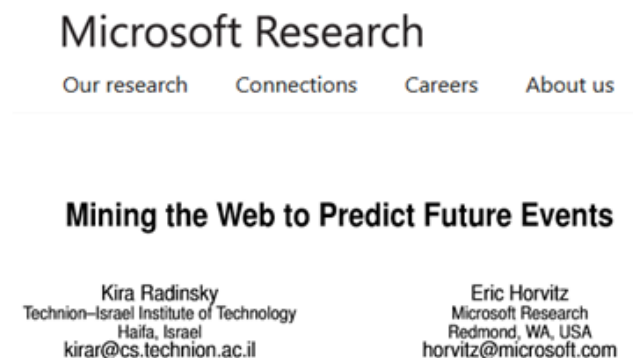 Microsoft Research
Our research Connections Careers About us
Mining the Web to Predict Future Events
Kira Radinsky
Technion–Israel Institute of Technology
Haifa, Israel
kirar@cs.technion.ac.il
Eric Horvitz
Microsoft Research
Redmond, WA, USA
horvitz@microsoft.com